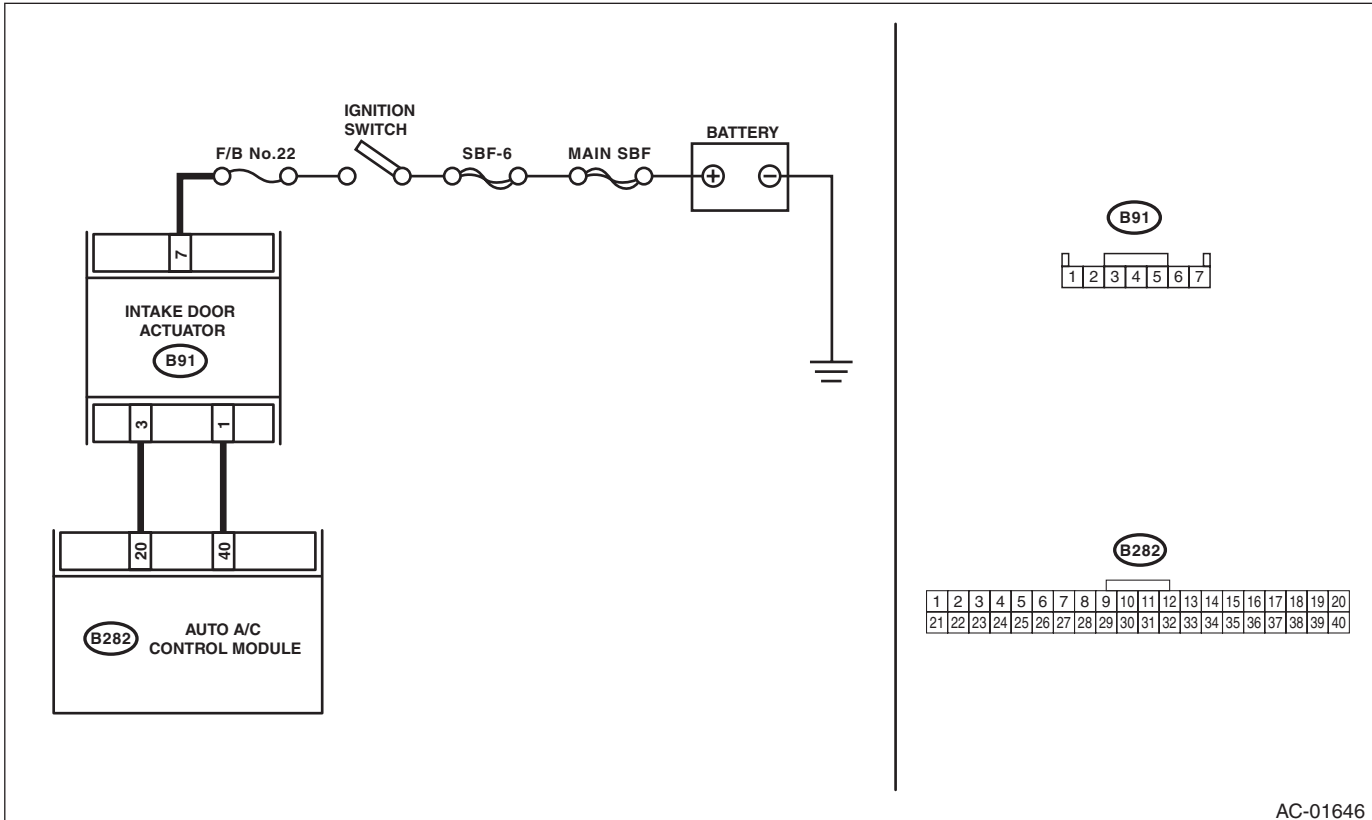 IGNITION
SWITCH
F/B No.22
SBF-6
MAIN SBF
BATTERY
7
INTAKE DOOR
ACTUATOR
B91
3 1
20 40
B282
AUTO A/C
CONTROL MODULE
B91
1 2 3 4 5 6 7
B282
1 2 3 4 5 6 7 8 9 10 11 12 13 14 15 16 17 18 19 20
21 22 23 24 25 26 27 28 29 30 31 32 33 34 35 36 37 38 39 40
AC-01646